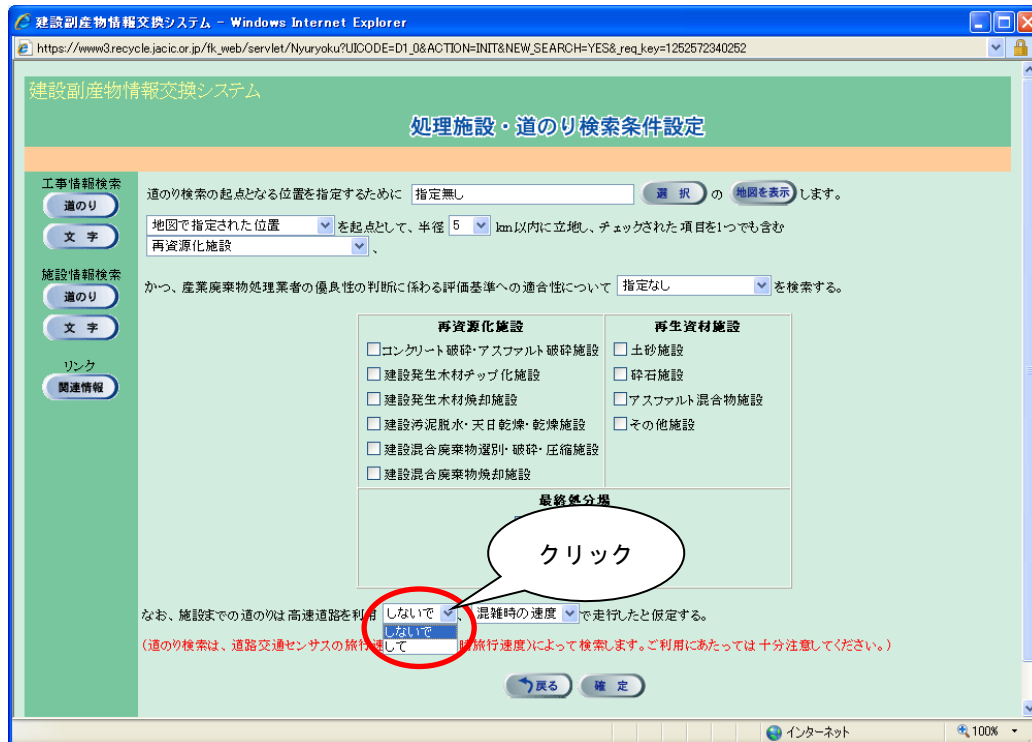 建設副産物情報交換システム - Windows Internet Explorer
https://www3.recycle.jacic.or.jp/fk_web/servlet/Nyuryoku?UICODE=D1_0&ACTION=INIT&NEW_SEARCH=YES&_req_key=1252572340252
建設副産物情報交換システム
処理施設・道のり検索条件設定
工事情報検索
道のり
文 字
施設情報検索
道のり
文 字
リンク
関連情報
道のり検索の起点となる位置を指定するために 指定無し 選 択 の 地図を表示 します。
地図で指定された位置 を起点として、半径 5 km以内に立地し、チェックされた項目を1つでも含む
再資源化施設 、
かつ、産業廃棄物処理業者の優良性の判断に係わる評価基準への適合性について 指定なし を検索する。
再資源化施設 再生資材施設
コンクリート破砕・アスファルト破砕施設 土砂施設
建設発生木材チップ化施設 砕石施設
建設発生木材焼却施設 アスファルト混合物施設
建設汚泥脱水・天日乾燥・乾燥施設 その他施設
建設混合廃棄物選別・破砕・圧縮施設
建設混合廃棄物焼却施設
最終処分場
クリック
なお、施設までの道のりは高速道路を利用 しないで 、 混雑時の速度 で走行したと仮定する。
しないで
して
(道のり検索は、道路交通センサスの旅行速 時旅行速度)によって検索します。ご利用にあたっては十分注意してください。)
戻る 確 定
インターネット 100%